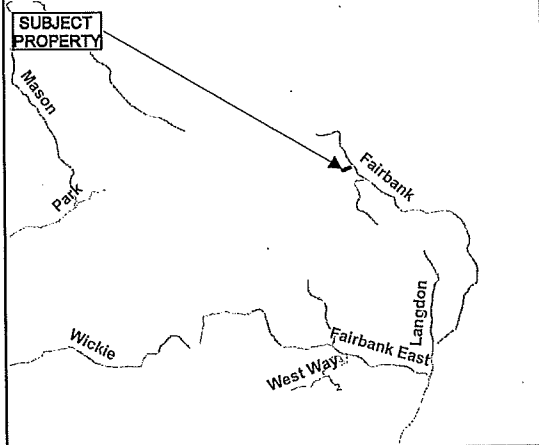 SUBJECT
PROPERTY
Mason
Park
Fairbank
Langdon
Wickie
Fairbank East
West Way